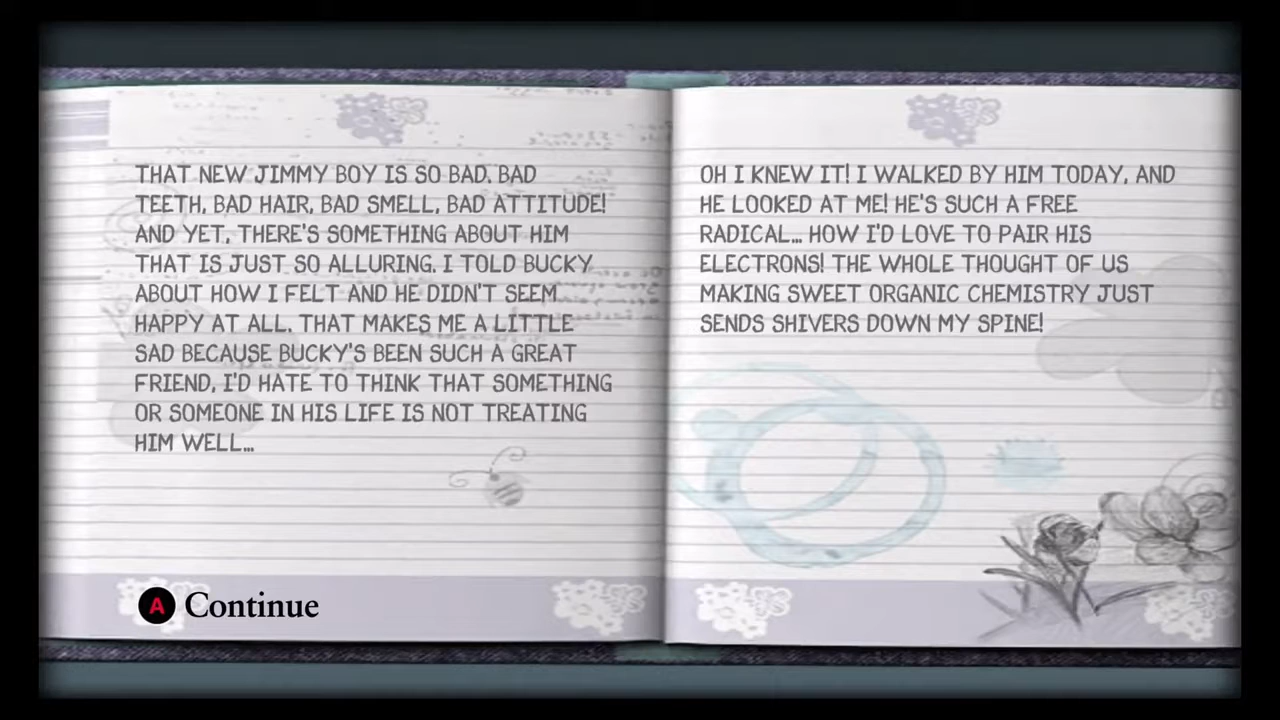 THAT NEW JIMMY BOY IS SO BAD. BAD
TEETH, BAD HAIR, BAD SMELL, BAD ATTITUDE!
AND YET, THERE'S SOMETHING ABOUT HIM
THAT IS JUST SO ALLURING. I TOLD BUCKY
ABOUT HOW I FELT AND HE DIDN'T SEEM
HAPPY AT ALL. THAT MAKES ME A LITTLE
SAD BECAUSE BUCKY'S BEEN SUCH A GREAT
FRIEND, I'D HATE TO THINK THAT SOMETHING
OR SOMEONE IN HIS LIFE IS NOT TREATING
HIM WELL...
OH I KNEW IT! I WALKED BY HIM TODAY, AND
HE LOOKED AT ME! HE'S SUCH A FREE
RADICAL... HOW I'D LOVE TO PAIR HIS
ELECTRONS! THE WHOLE THOUGHT OF US
MAKING SWEET ORGANIC CHEMISTRY JUST
SENDS SHIVERS DOWN MY SPINE!
A Continue